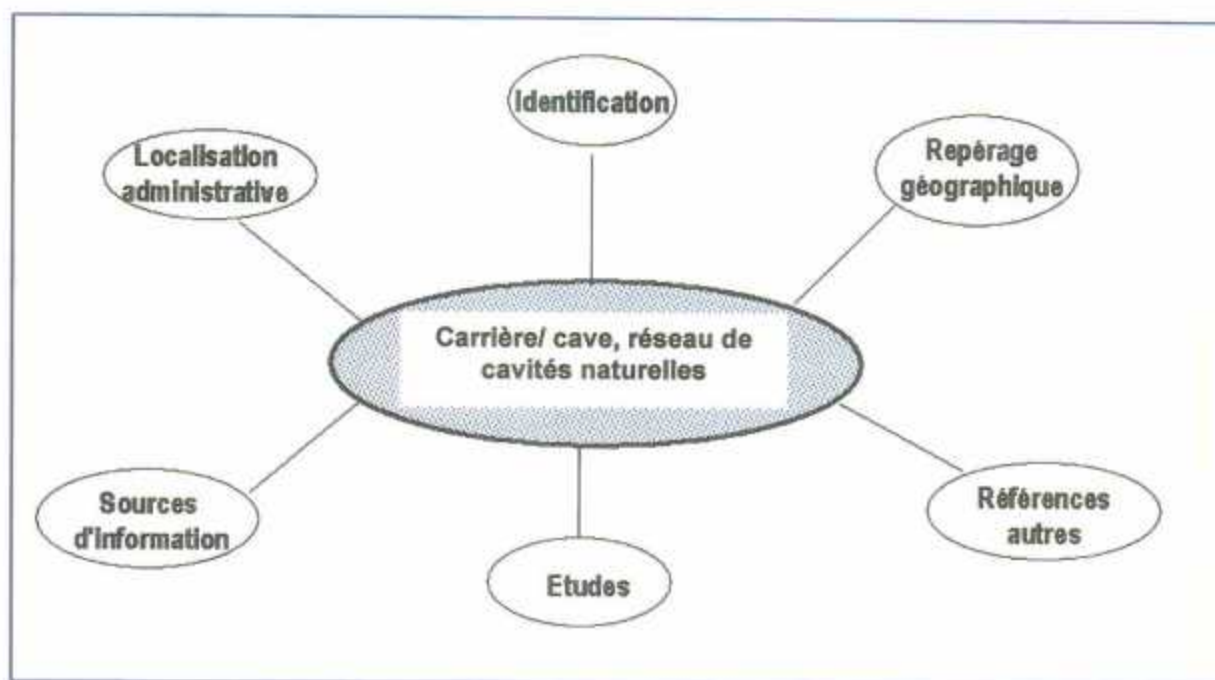 Identification
Localisation
administrative
Repérage
géographique
Carrière/ cave, réseau de
cavités naturelles
Sources
d'information
Etudes
Références
autres